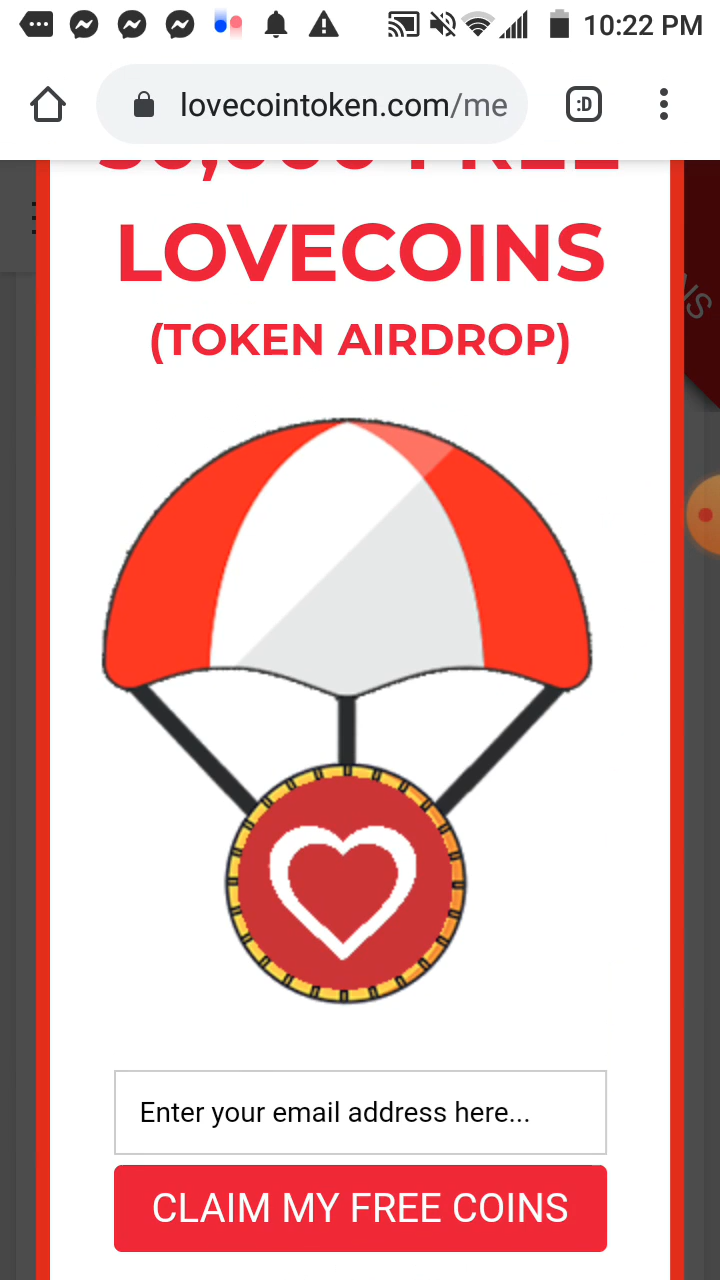 10:22 PM
lovecointoken.com/me
:D
LOVECOINS
(TOKEN AIRDROP)
Enter your email address here...
CLAIM MY FREE COINS